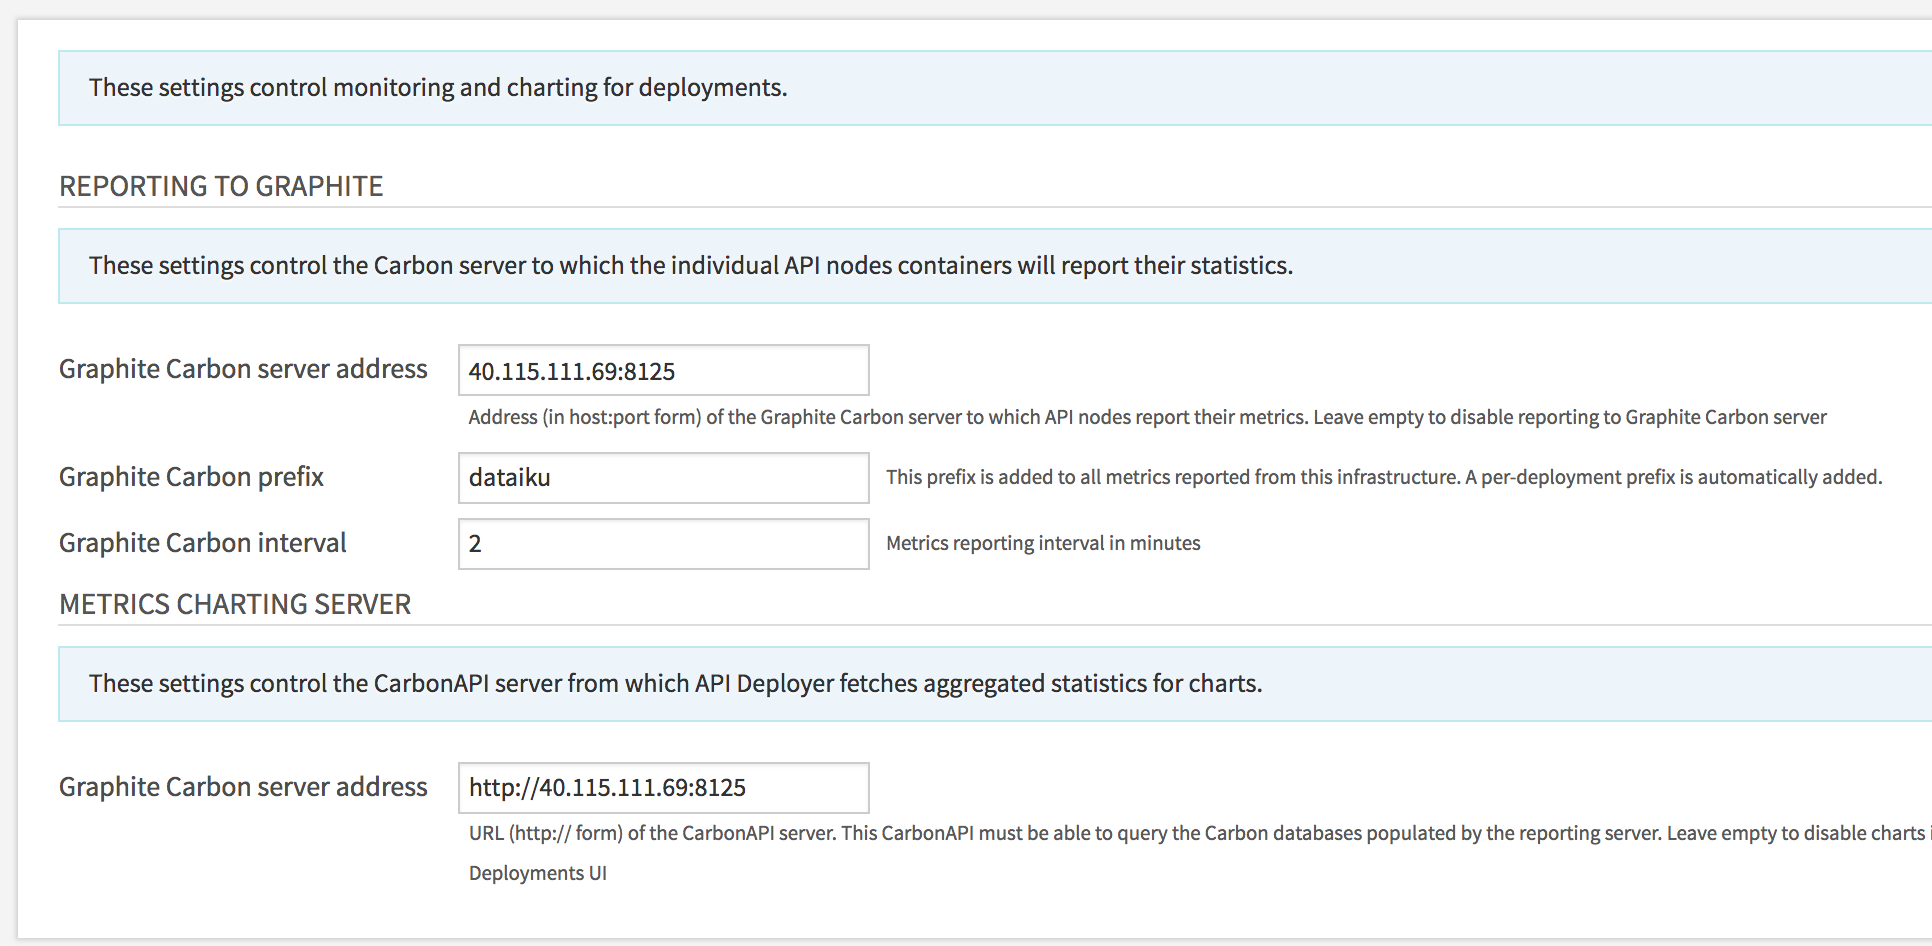 These settings control monitoring and charting for deployments.
REPORTING TO GRAPHITE
These settings control the Carbon server to which the individual API nodes containers will report their statistics.
Graphite Carbon server address
40.115.111.69:8125
Address (in host:port form) of the Graphite Carbon server to which API nodes report their metrics. Leave empty to disable reporting to Graphite Carbon server
Graphite Carbon prefix
dataiku
This prefix is added to all metrics reported from this infrastructure. A per-deployment prefix is automatically added.
Graphite Carbon interval
2
Metrics reporting interval in minutes
METRICS CHARTING SERVER
These settings control the CarbonAPI server from which API Deployer fetches aggregated statistics for charts.
Graphite Carbon server address
http://40.115.111.69:8125
URL (http:// form) of the CarbonAPI server. This CarbonAPI must be able to query the Carbon databases populated by the reporting server. Leave empty to disable charts
Deployments UI